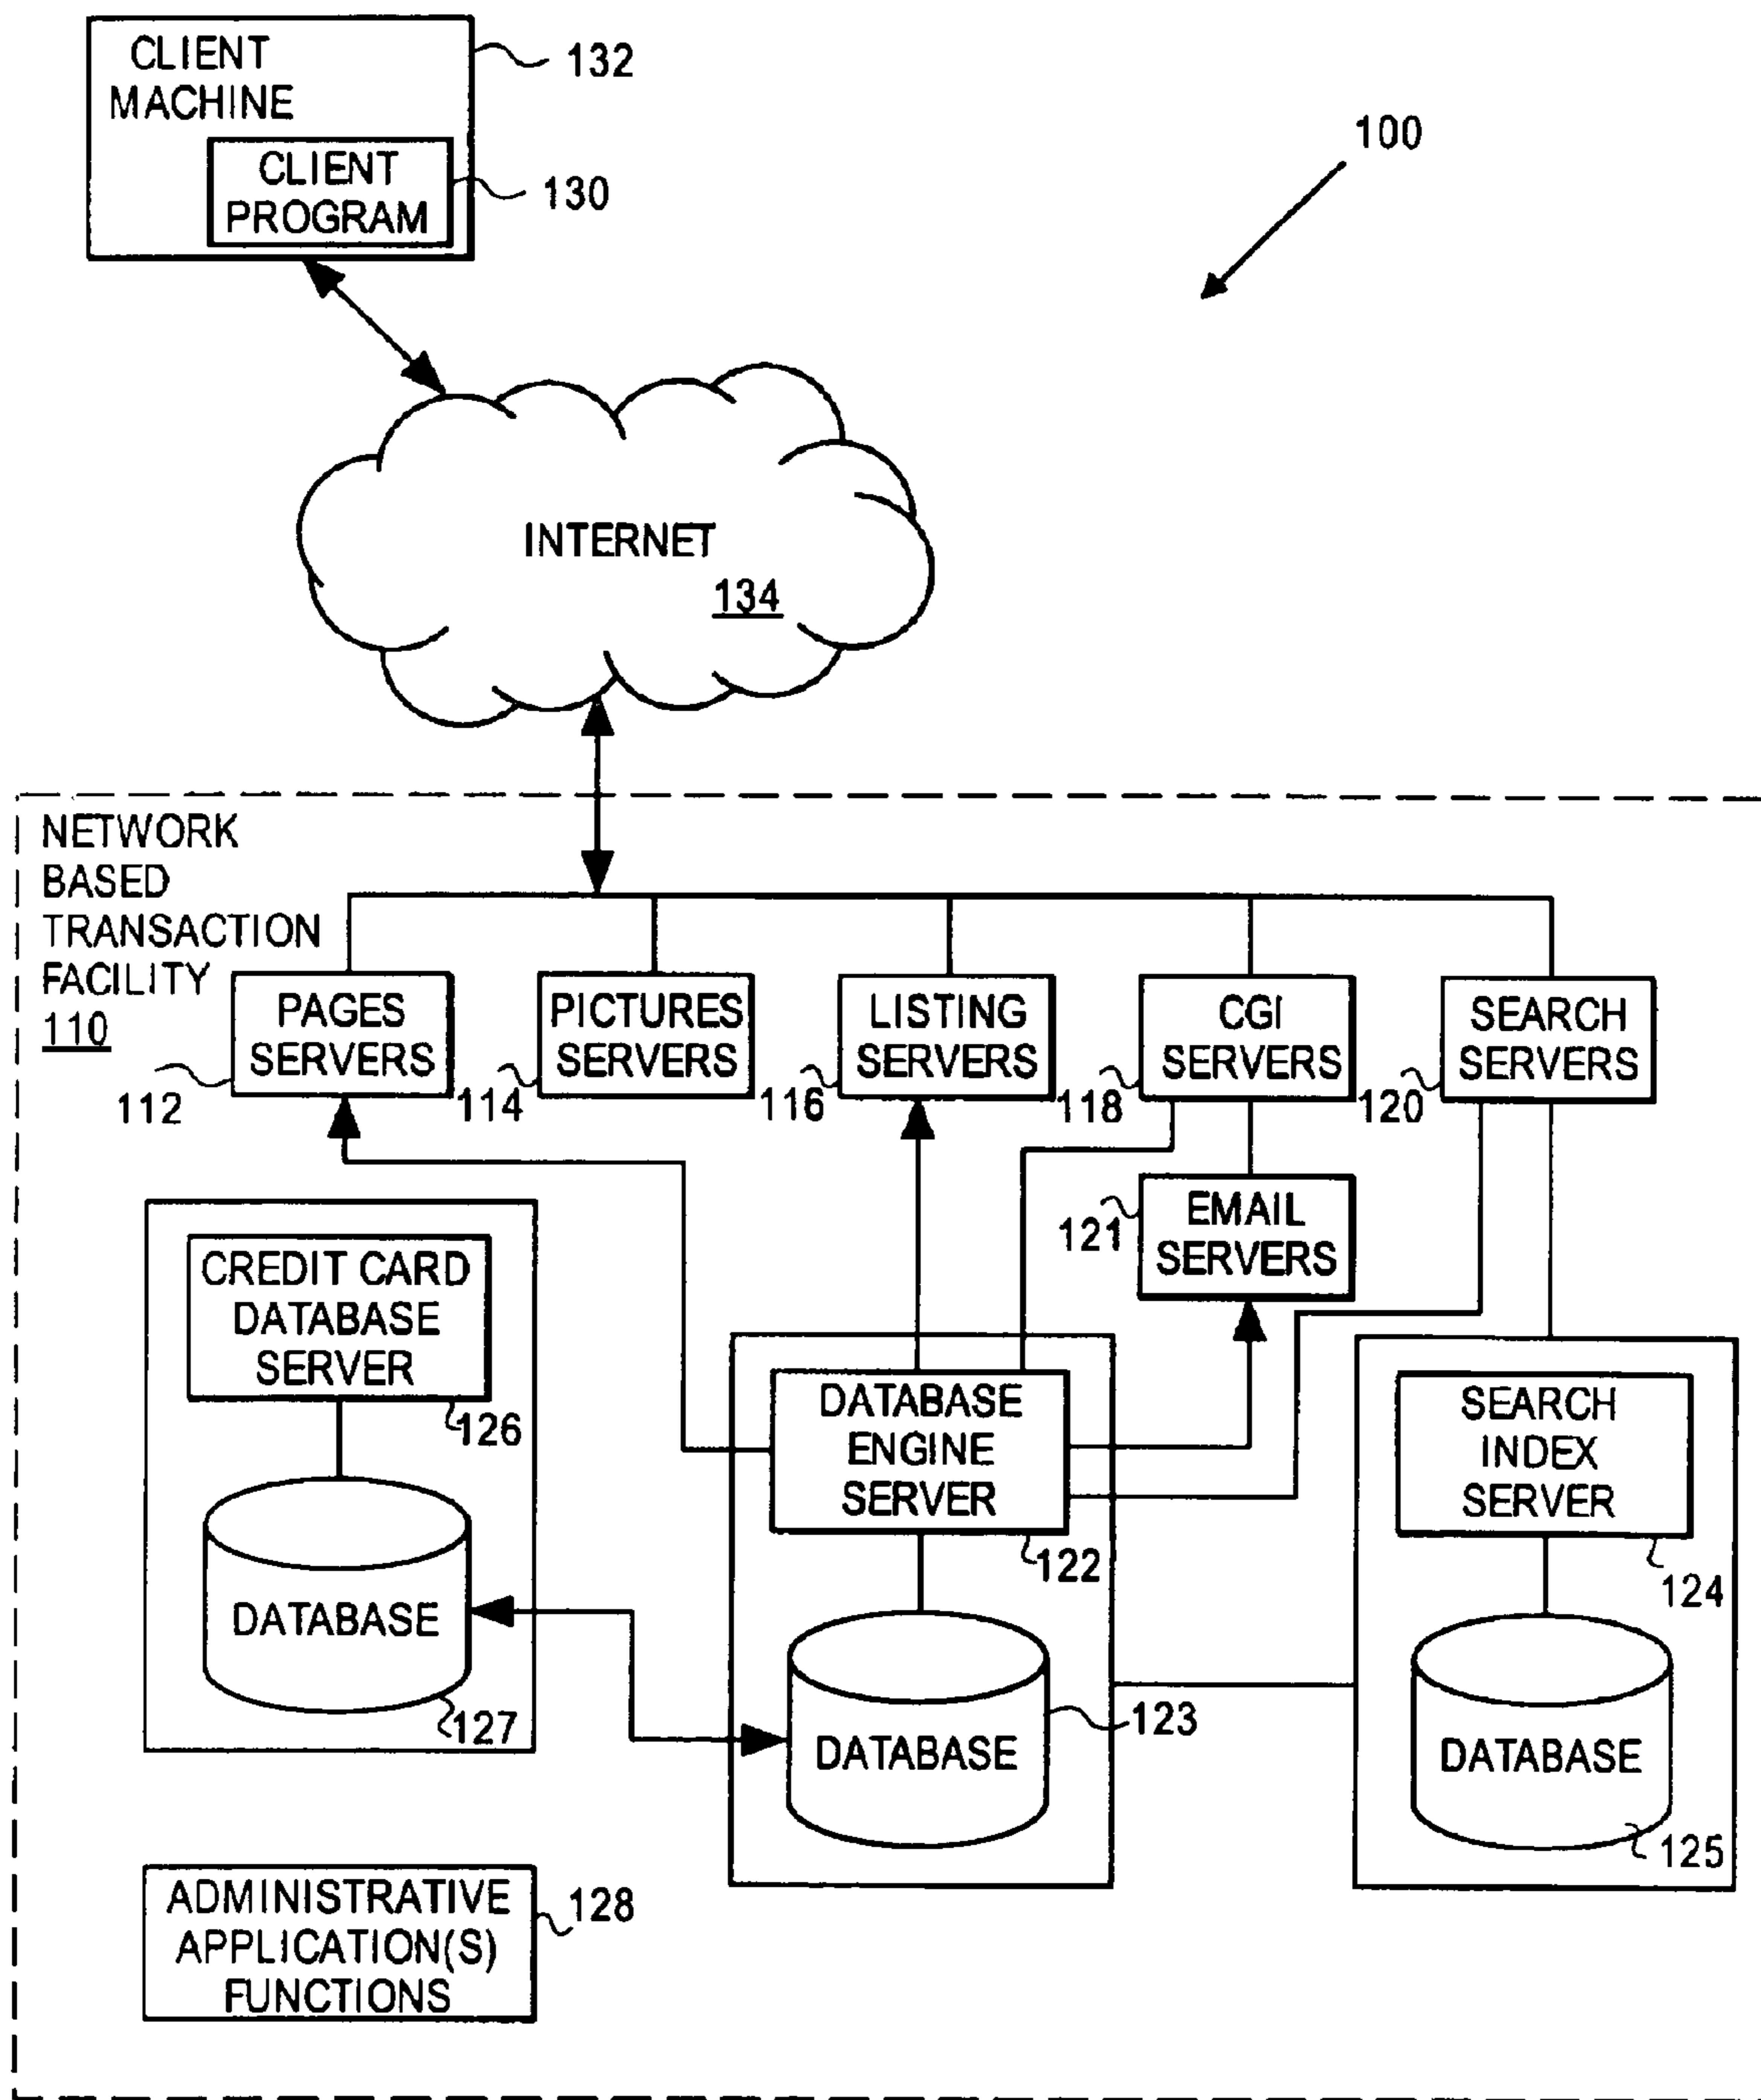 CLIENT
MACHINE
132
CLIENT
PROGRAM
130
100
INTERNET
134
NETWORK
BASED
TRANSACTION
FACILITY
110
PAGES
SERVERS
112
PICTURES
SERVERS
114
LISTING
SERVERS
116
CGI
SERVERS
118
SEARCH
SERVERS
120
EMAIL
SERVERS
121
CREDIT CARD
DATABASE
SERVER
126
DATABASE
127
DATABASE
ENGINE
SERVER
122
DATABASE
123
SEARCH
INDEX
SERVER
124
DATABASE
125
ADMINISTRATIVE
APPLICATION(S)
FUNCTIONS
128